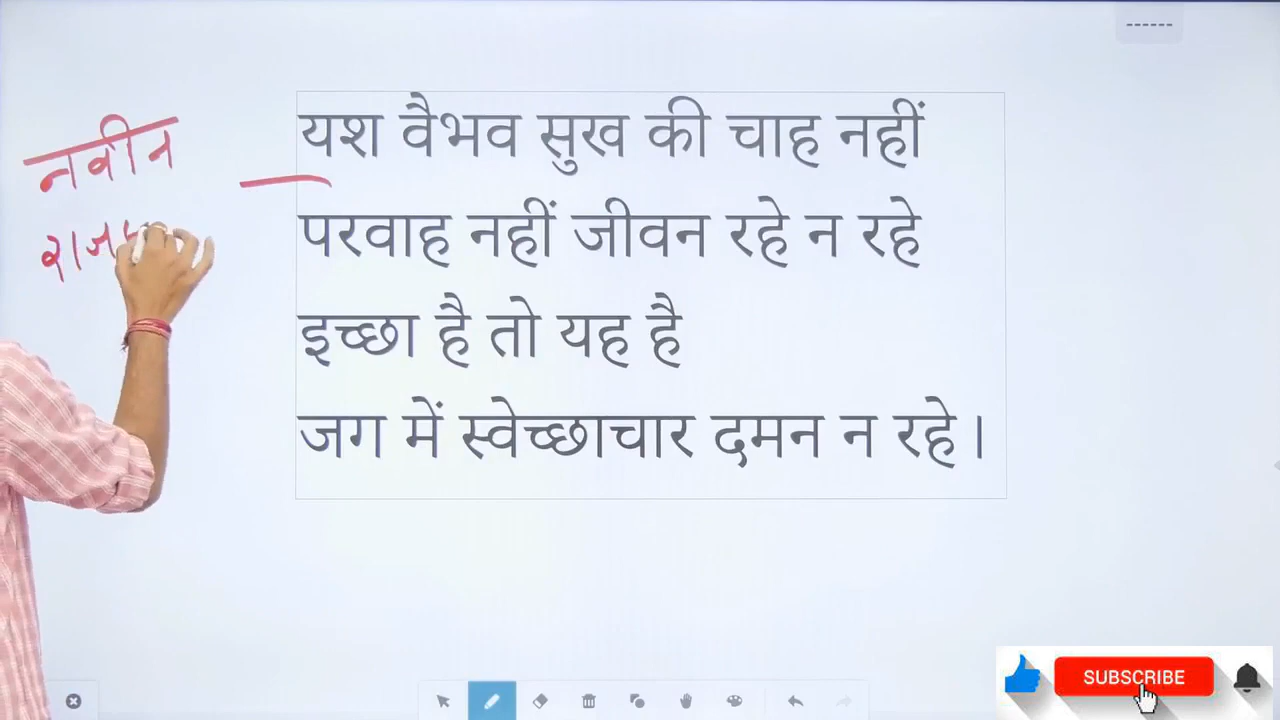 नवीन
यश वैभव सुख की चाह नहीं
परवाह नहीं जीवन रहे न रहे
इच्छा है तो यह है
जग में स्वेच्छाचार दमन न रहे।
SUBSCRIBE